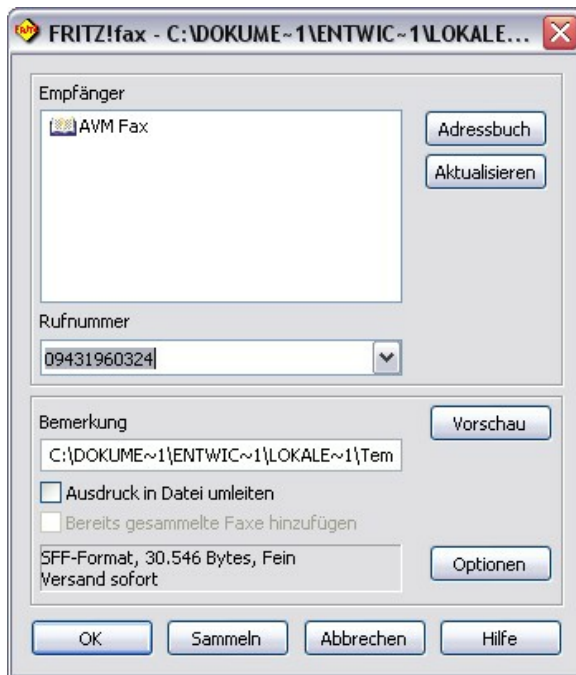 FRITZ!fax - C:\DOKUME~1\ENTWIC~1\LOKALE...
Empfänger
AVM Fax
Adressbuch
Aktualisieren
Rufnummer
09431960324
Bemerkung
Vorschau
C:\DOKUME~1\ENTWIC~1\LOKALE~1\Tem
Ausdruck in Datei umleiten
Bereits gesammelte Faxe hinzufügen
SFF-Format, 30.546 Bytes, Fein
Versand sofort
Optionen
OK
Sammeln
Abbrechen
Hilfe